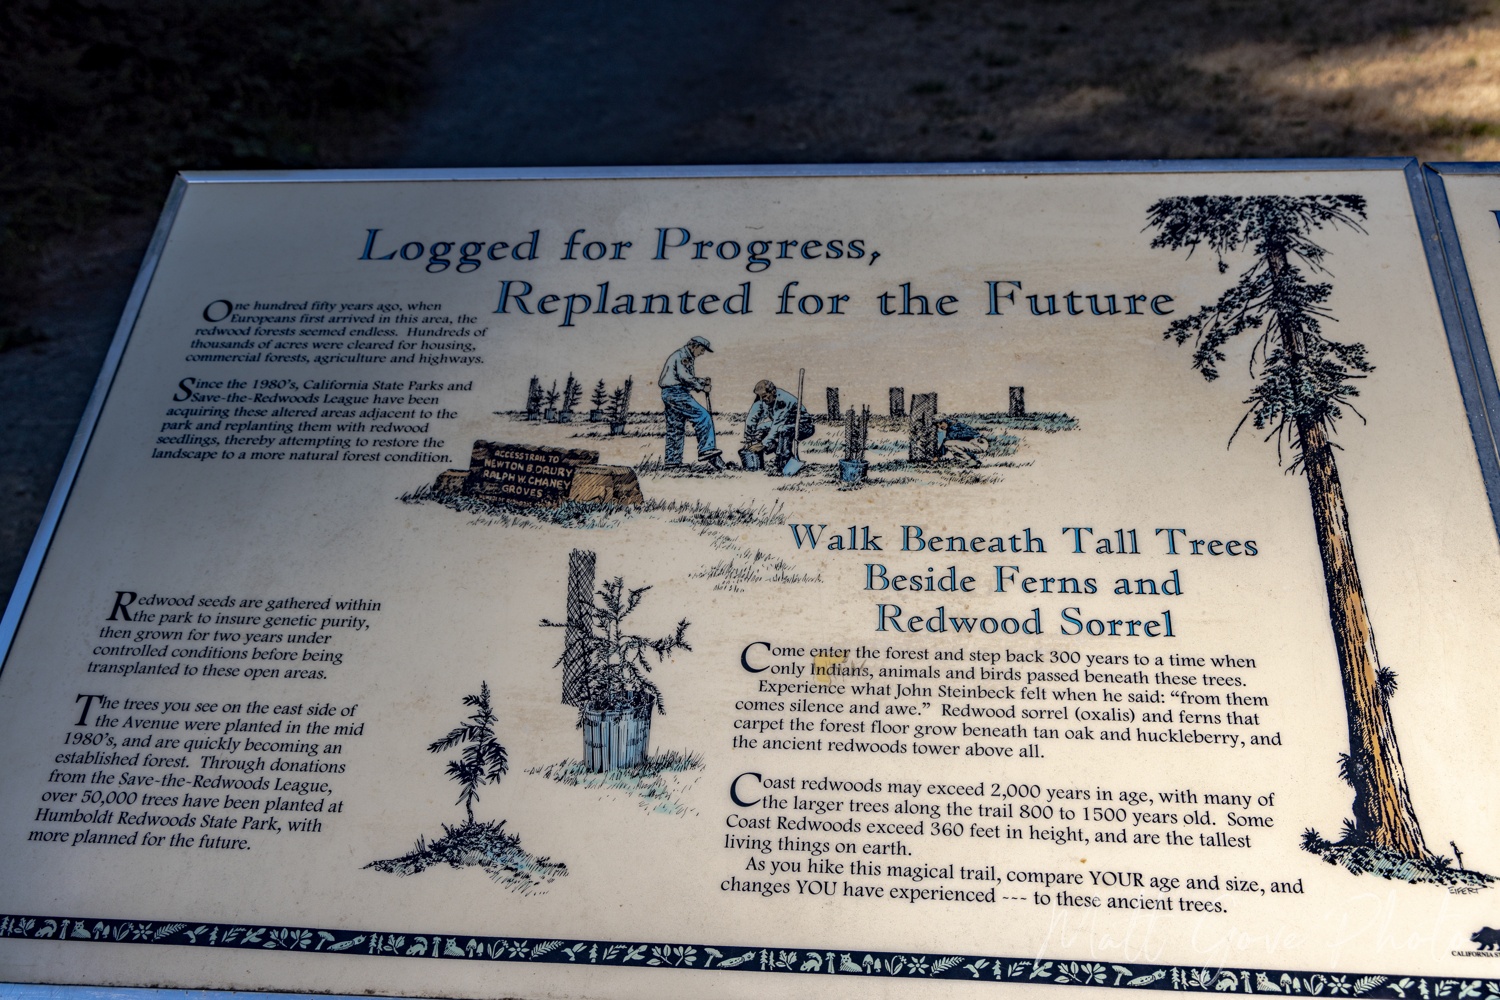 Logged for Progress,
Replanted for the Future
One hundred fifty years ago, when
Europeans first arrived in this area, the
redwood forests seemed endless. Hundreds of
thousands of acres were cleared for housing,
commercial forests, agriculture and highways.
Since the 1980's, California State Parks and
Save-the-Redwoods League have been
acquiring these altered areas adjacent to the
park and replanting them with redwood
seedlings, thereby attempting to restore the
landscape to a more natural forest condition.
ACCESS TRAIL TO
NEWTON B. DRURY
RALPH W. CHANEY
GROVES
Redwood seeds are gathered within
the park to insure genetic purity,
then grown for two years under
controlled conditions before being
transplanted to these open areas.
The trees you see on the east side of
the Avenue were planted in the mid
1980's, and are quickly becoming an
established forest. Through donations
from the Save-the-Redwoods League,
over 50,000 trees have been planted at
Humboldt Redwoods State Park, with
more planned for the future.
Walk Beneath Tall Trees
Beside Ferns and
Redwood Sorrel
Come enter the forest and step back 300 years to a time when
only Indians, animals and birds passed beneath these trees.
Experience what John Steinbeck felt when he said: “from them
comes silence and awe.” Redwood sorrel (oxalis) and ferns that
carpet the forest floor grow beneath tan oak and huckleberry, and
the ancient redwoods tower above all.
Coast redwoods may exceed 2,000 years in age, with many of
the larger trees along the trail 800 to 1500 years old. Some
Coast Redwoods exceed 360 feet in height, and are the tallest
living things on earth.
As you hike this magical trail, compare YOUR age and size, and
changes YOU have experienced --- to these ancient trees.
EIFERT
CALIFORNIA